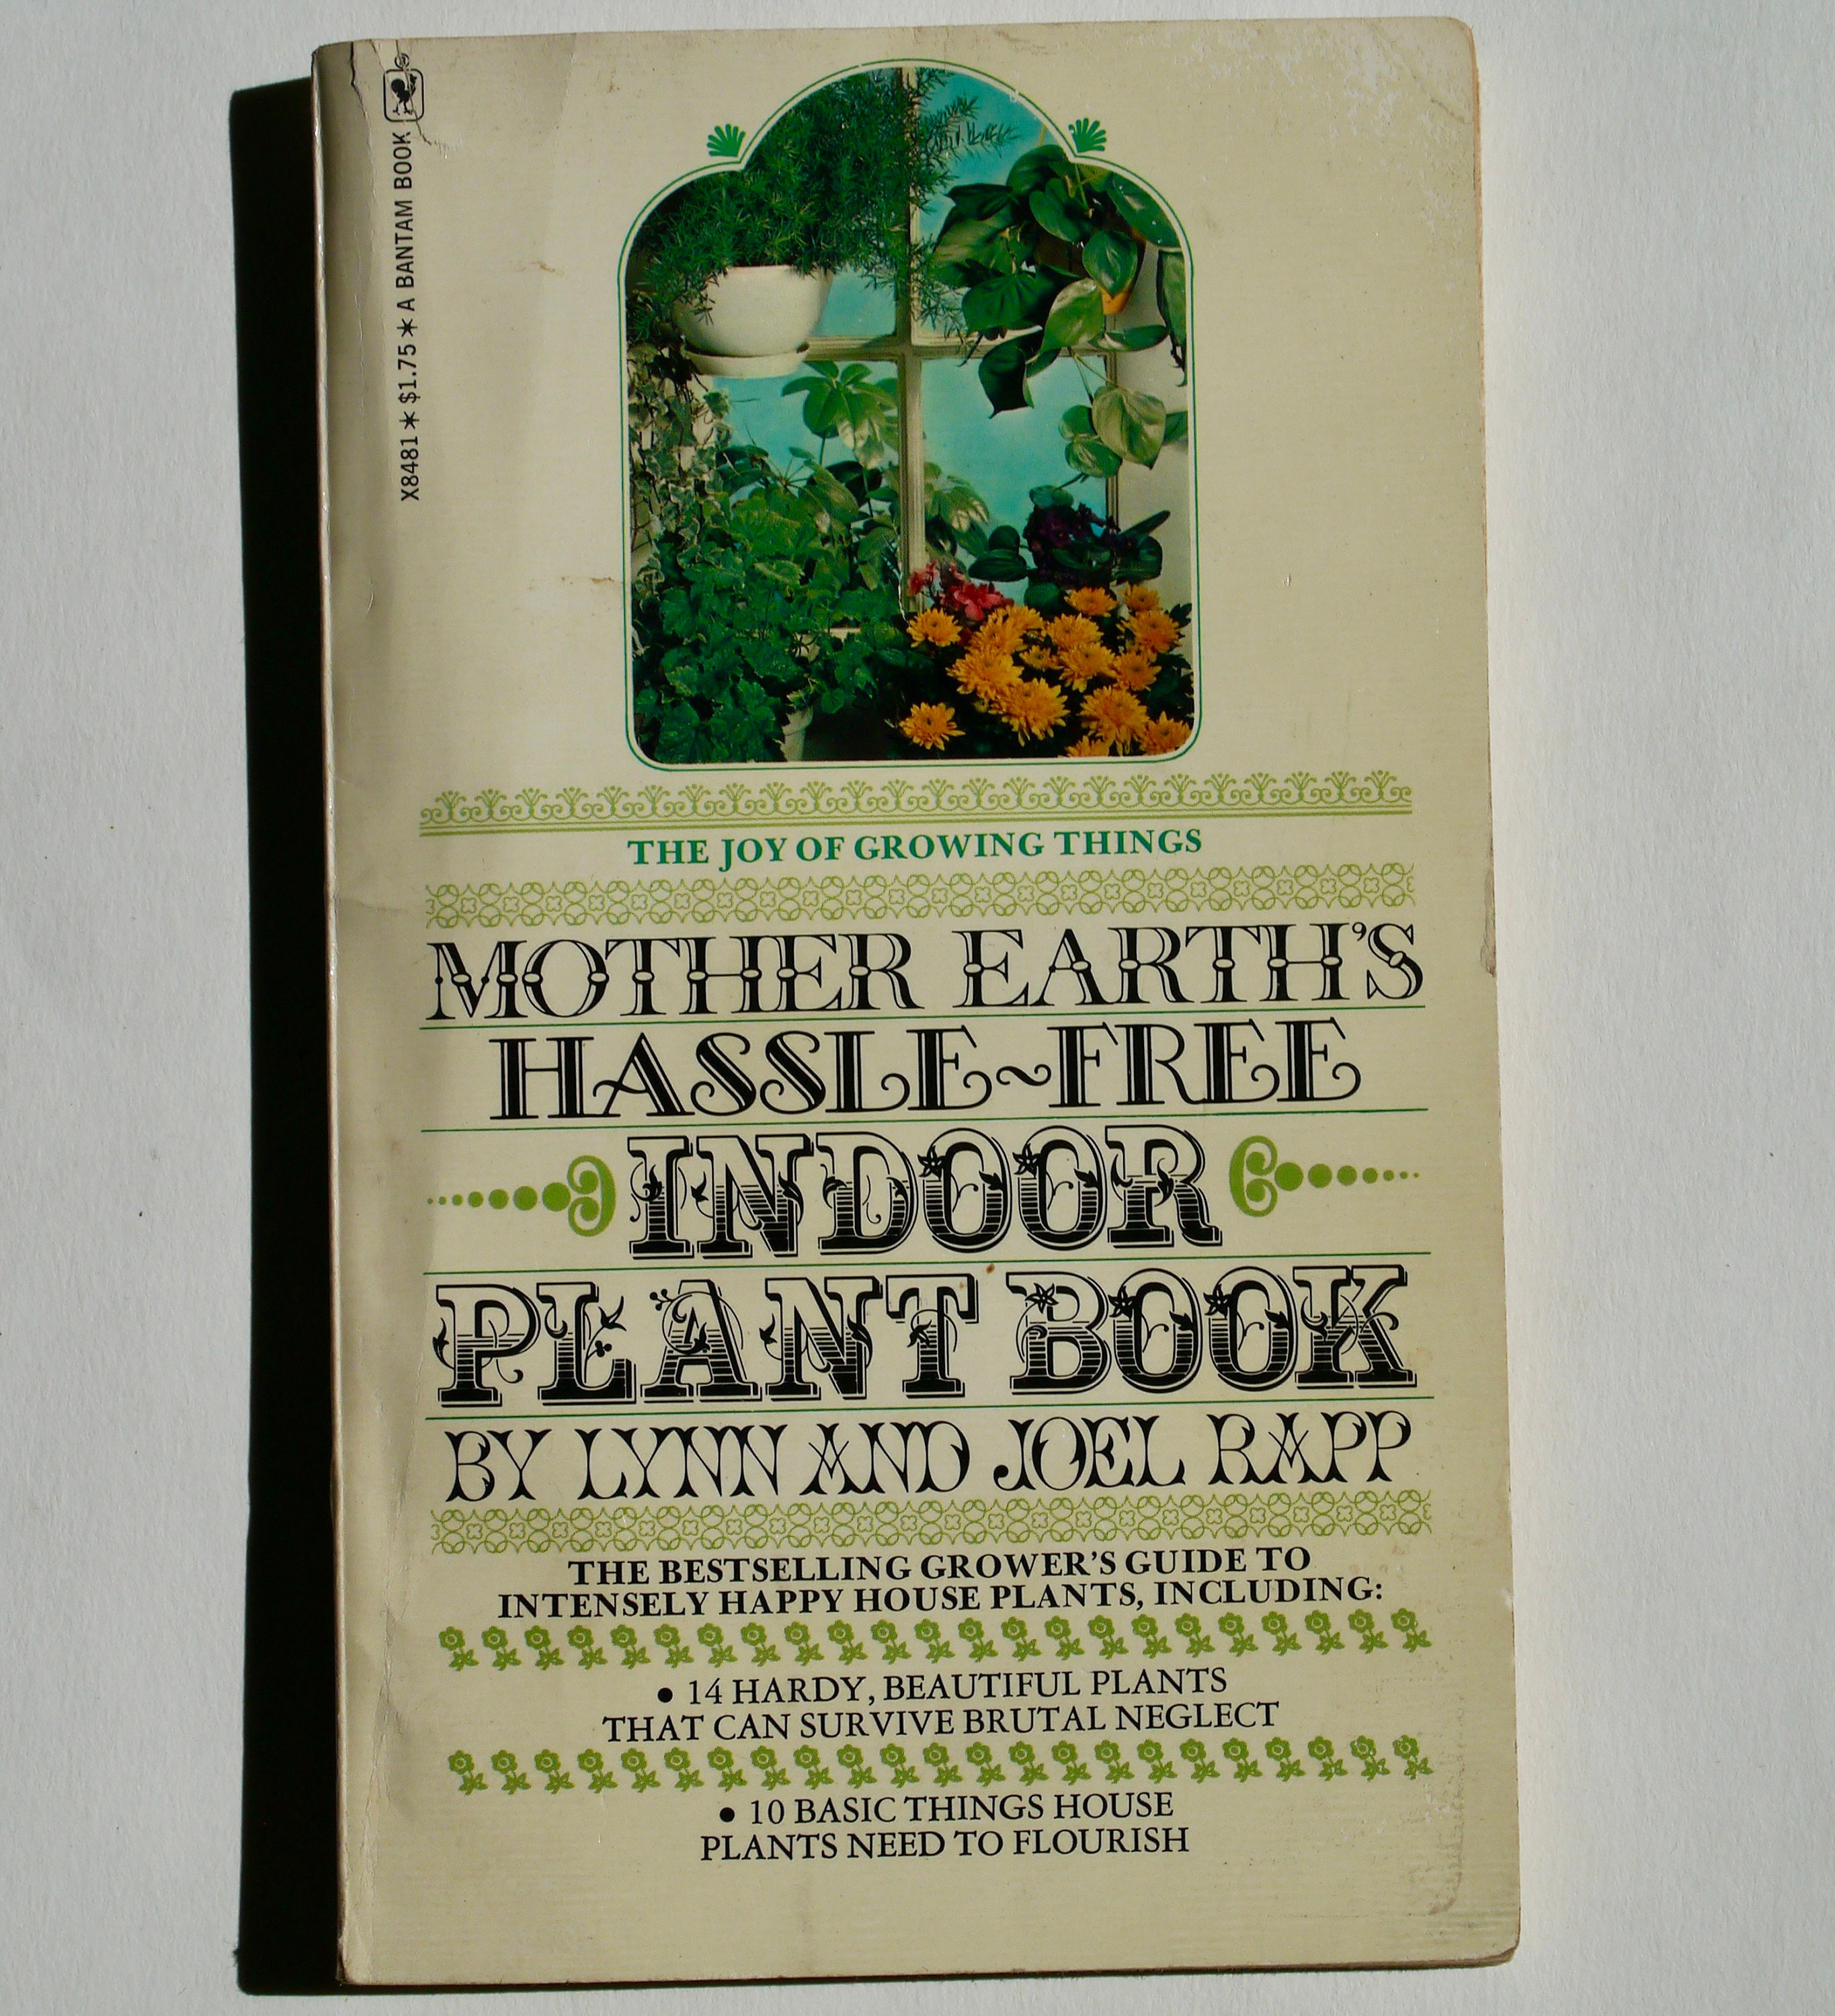 X8481 * $1.75 * A BANTAM BOOK
THE JOY OF GROWING THINGS
MOTHER EARTH'S
HASSLE~FREE
INDOOR
PLANT BOOK
BY LYNN AND JOEL RAPP
THE BESTSELLING GROWER'S GUIDE TO
INTENSELY HAPPY HOUSE PLANTS, INCLUDING:
• 14 HARDY, BEAUTIFUL PLANTS
THAT CAN SURVIVE BRUTAL NEGLECT
• 10 BASIC THINGS HOUSE
PLANTS NEED TO FLOURISH